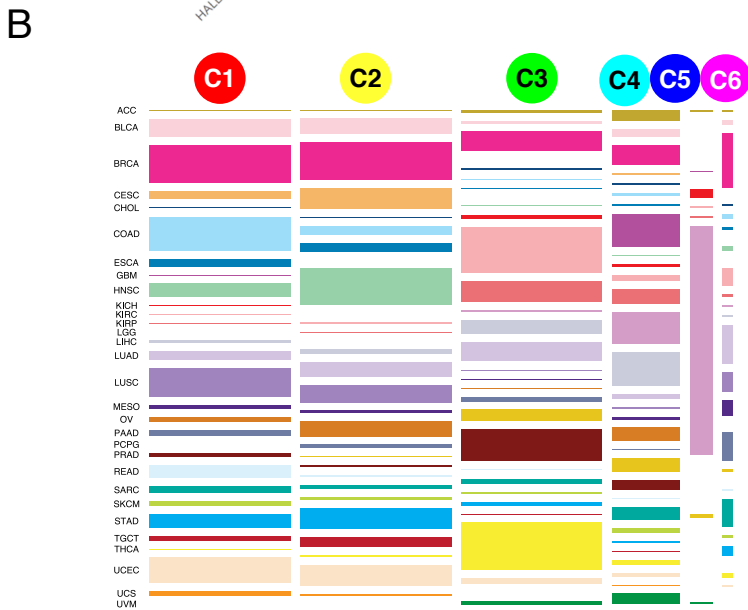 HALL
B
C1 C2 C3 C4 C5 C6
ACC
BLCA
BRCA
CESC
CHOL
COAD
ESCA
GBM
HNSC
KICH
KIRC
KIRP
LGG
LIHC
LUAD
LUSC
MESO
OV
PAAD
PCPG
PRAD
READ
SARC
SKCM
STAD
TGCT
THCA
UCEC
UCS
UVM